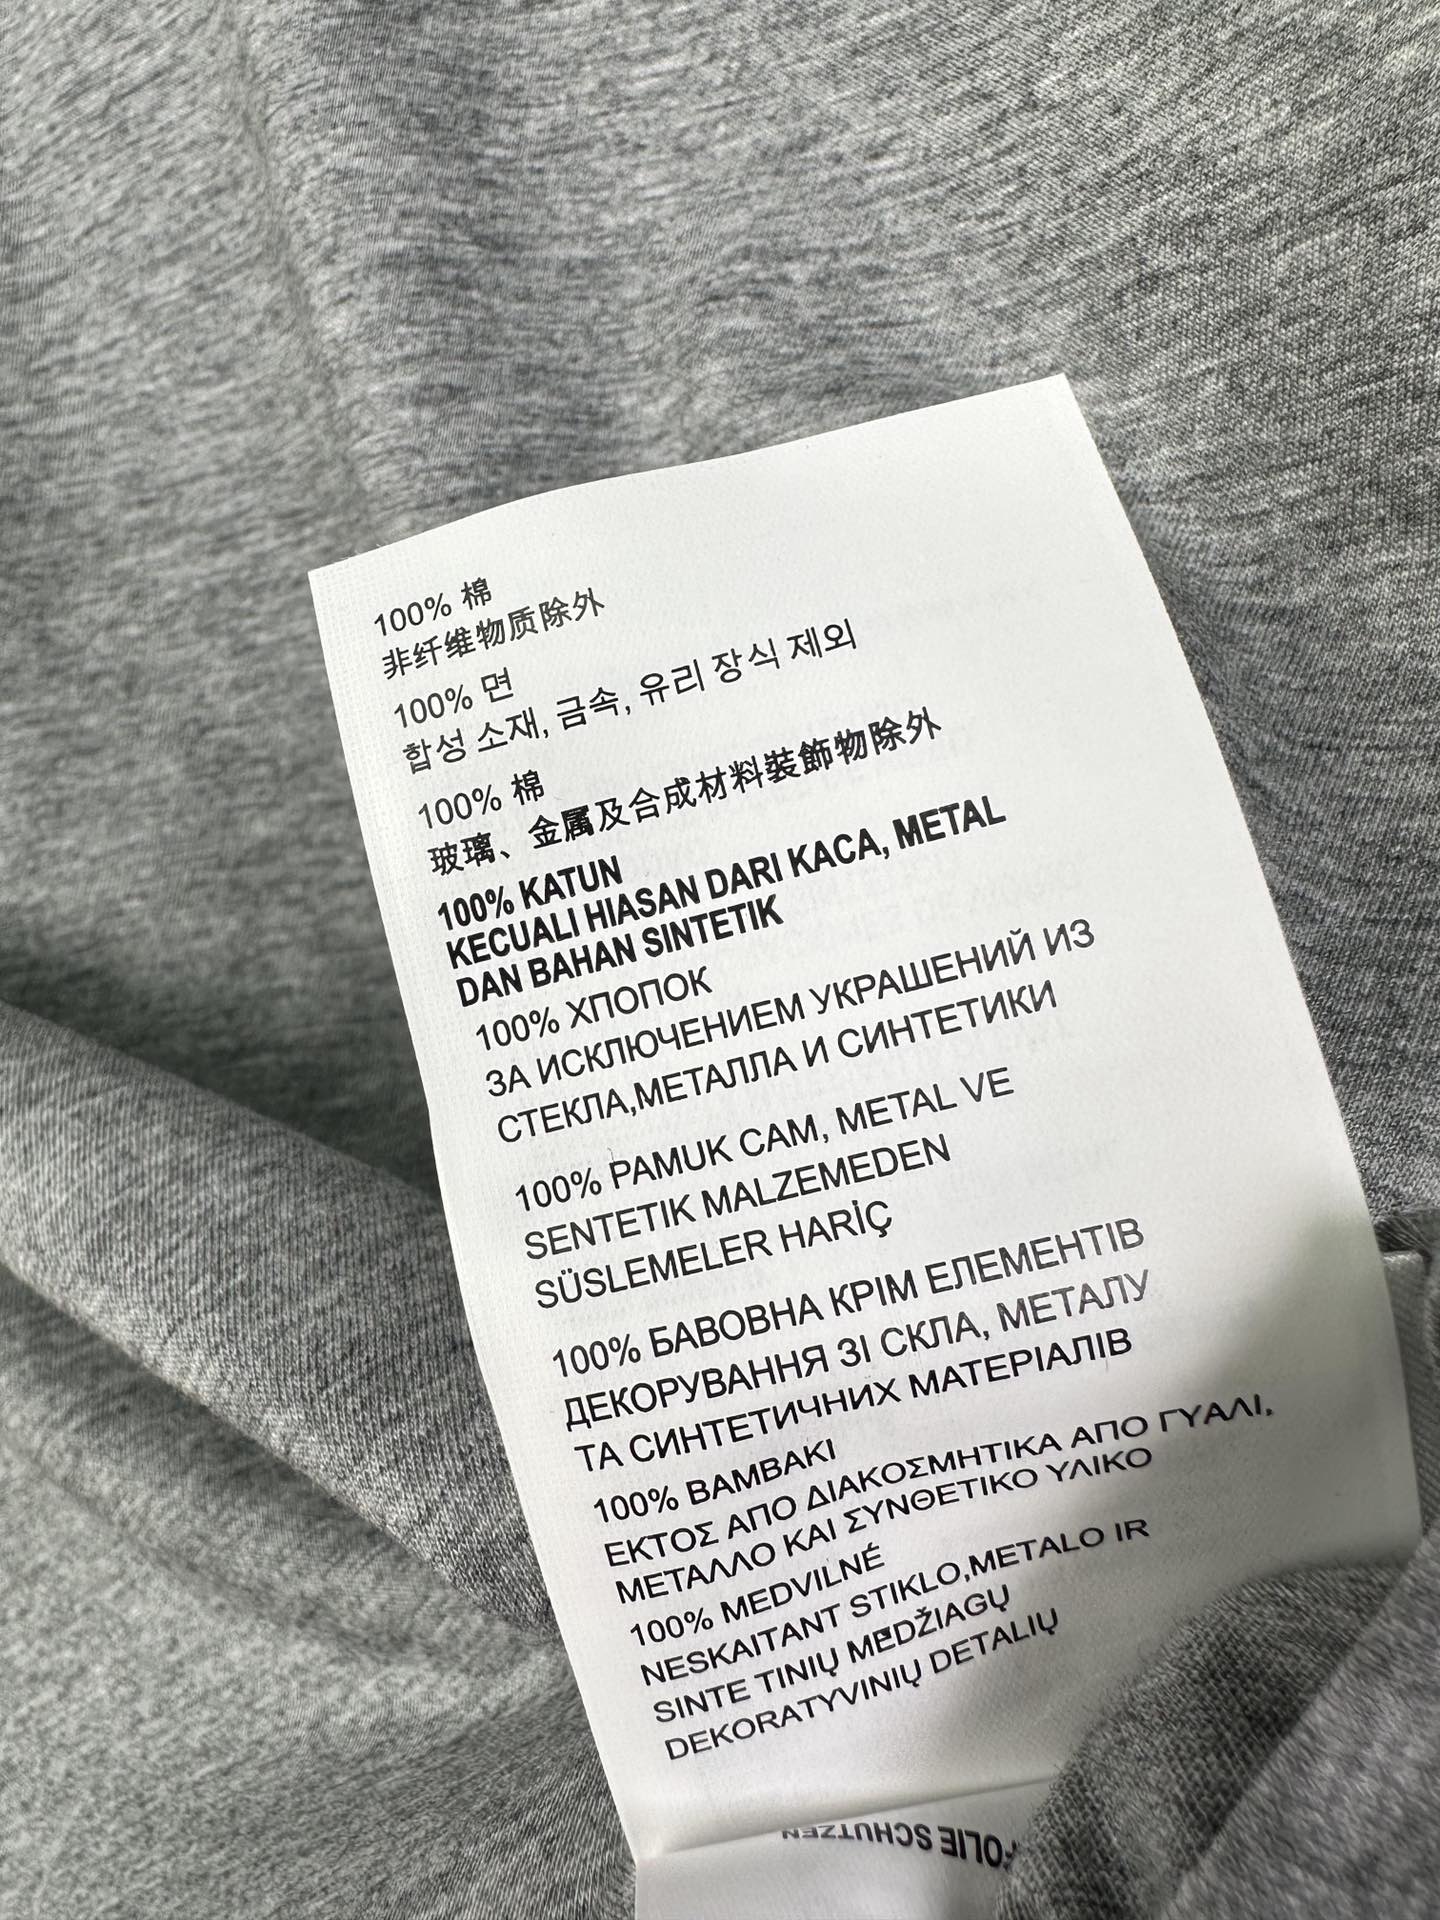 100% 棉
非纤维物质除外
100% 면
합성 소재, 금속, 유리 장식 제외
100% 棉
玻璃、金属及合成材料裝飾物除外
100% KATUN
KECUALI HIASAN DARI KACA, METAL
DAN BAHAN SINTETIK
100% ХПОПОК
ЗА ИСКЛЮЧЕНИЕМ УКРАШЕНИЙ ИЗ
СТЕКЛА,МЕТАЛЛА И СИНТЕТИКИ
100% PAMUK CAM, METAL VE
SENTETIK MALZEMEDEN
SÜSLEMELER HARİÇ
100% БАВОВНА КРІМ ЕЛЕМЕНТІВ
ДЕКОРУВАННЯ ЗІ СКЛА, МЕТАЛУ
ТА СИНТЕТИЧНИХ МАТЕРІАЛІВ
100% BAMBAKI
ΕΚΤΟΣ ΑΠΟ ΔΙΑΚΟΣΜΗΤΙΚΑ ΑΠΟ ΓΥΑΛΙ,
ΜΕΤΑΛΛΟ ΚΑΙ ΣΥΝΘΕΤΙΚΟ ΥΛΙΚΟ
100% MEDVILNÉ
NESKAITANT STIKLO,METALO IR
SINTE TINIŲ MEDŽIAGŲ
DEKORATYVINIŲ DETALIŲ
FOLIE SCHUTZEN